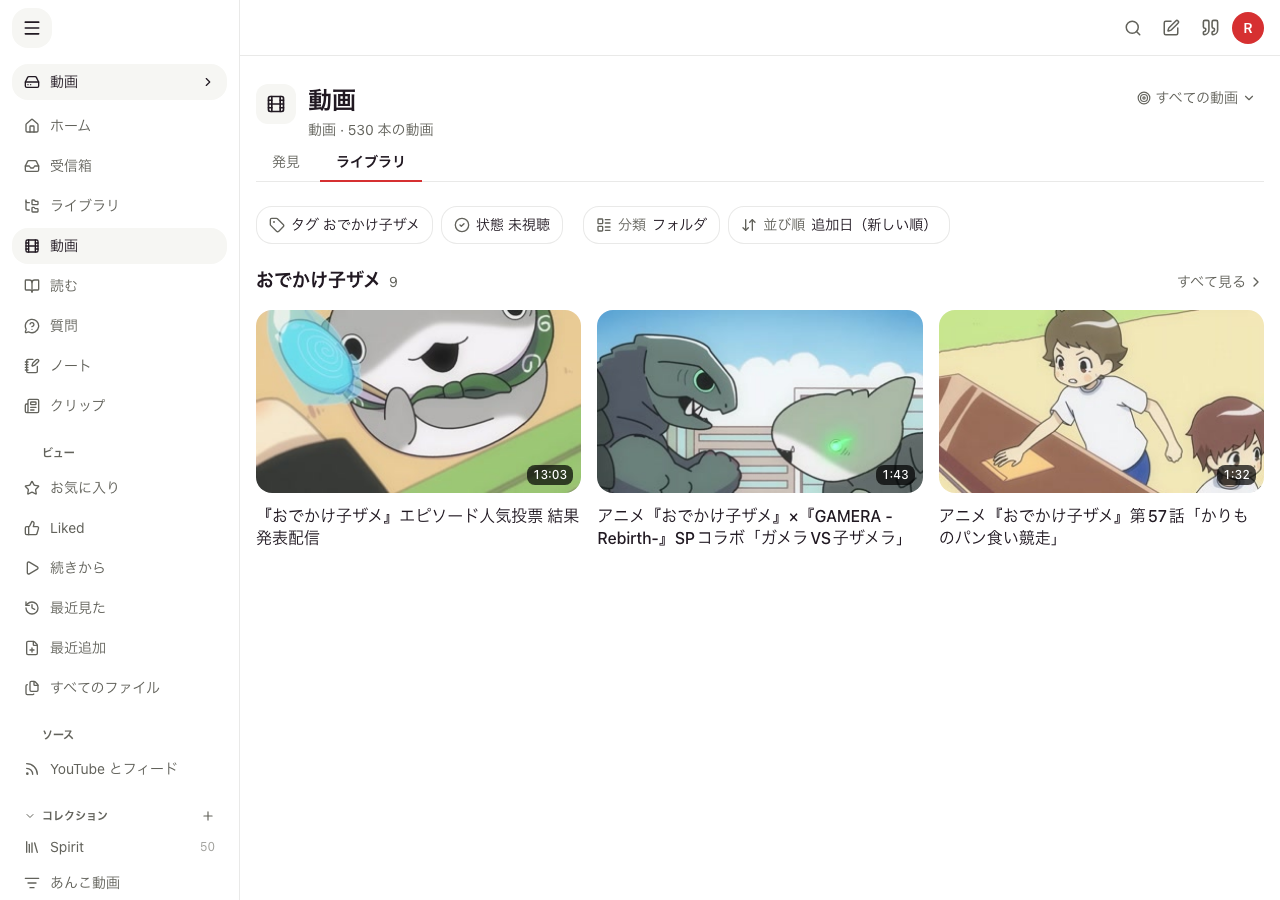 R
動画
ホーム
受信箱
ライブラリ
動画
読む
質問
ノート
クリップ
ビュー
お気に入り
Liked
続きから
最近見た
最近追加
すべてのファイル
ソース
YouTube とフィード
コレクション
Spirit 50
あんこ動画
動画
動画 · 530 本の動画
すべての動画
発見 ライブラリ
タグ おでかけ子ザメ 状態 未視聴 分類 フォルダ 並び順 追加日（新しい順）
おでかけ子ザメ 9
すべて見る
13:03
1:43
1:32
『おでかけ子ザメ』エピソード人気投票 結果
発表配信
アニメ『おでかけ子ザメ』×『GAMERA -
Rebirth-』SPコラボ「ガメラVS子ザメラ」
アニメ『おでかけ子ザメ』第57話「かりも
のパン食い競走」